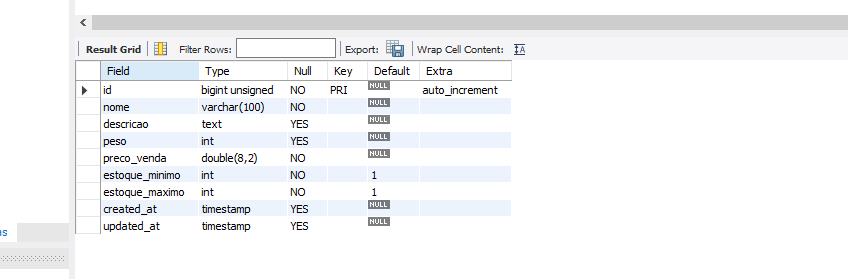 Result Grid Filter Rows: Export: Wrap Cell Content: IA
Field Type Null Key Default Extra
id bigint unsigned NO PRI NULL auto_increment
nome varchar(100) NO NULL
descricao text YES NULL
peso int YES NULL
preco_venda double(8,2) NO NULL
estoque_minimo int NO 1
estoque_maximo int NO 1
created_at timestamp YES NULL
updated_at timestamp YES NULL
ns